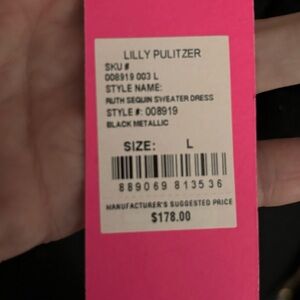 LILLY PULITZER
SKU #
008919 003 L
STYLE NAME:
RUTH SEQUIN SWEATER DRESS
STYLE #: 008919
BLACK METALLIC
SIZE: L
889069 813536
MANUFACTURER'S SUGGESTED PRICE
$178.00